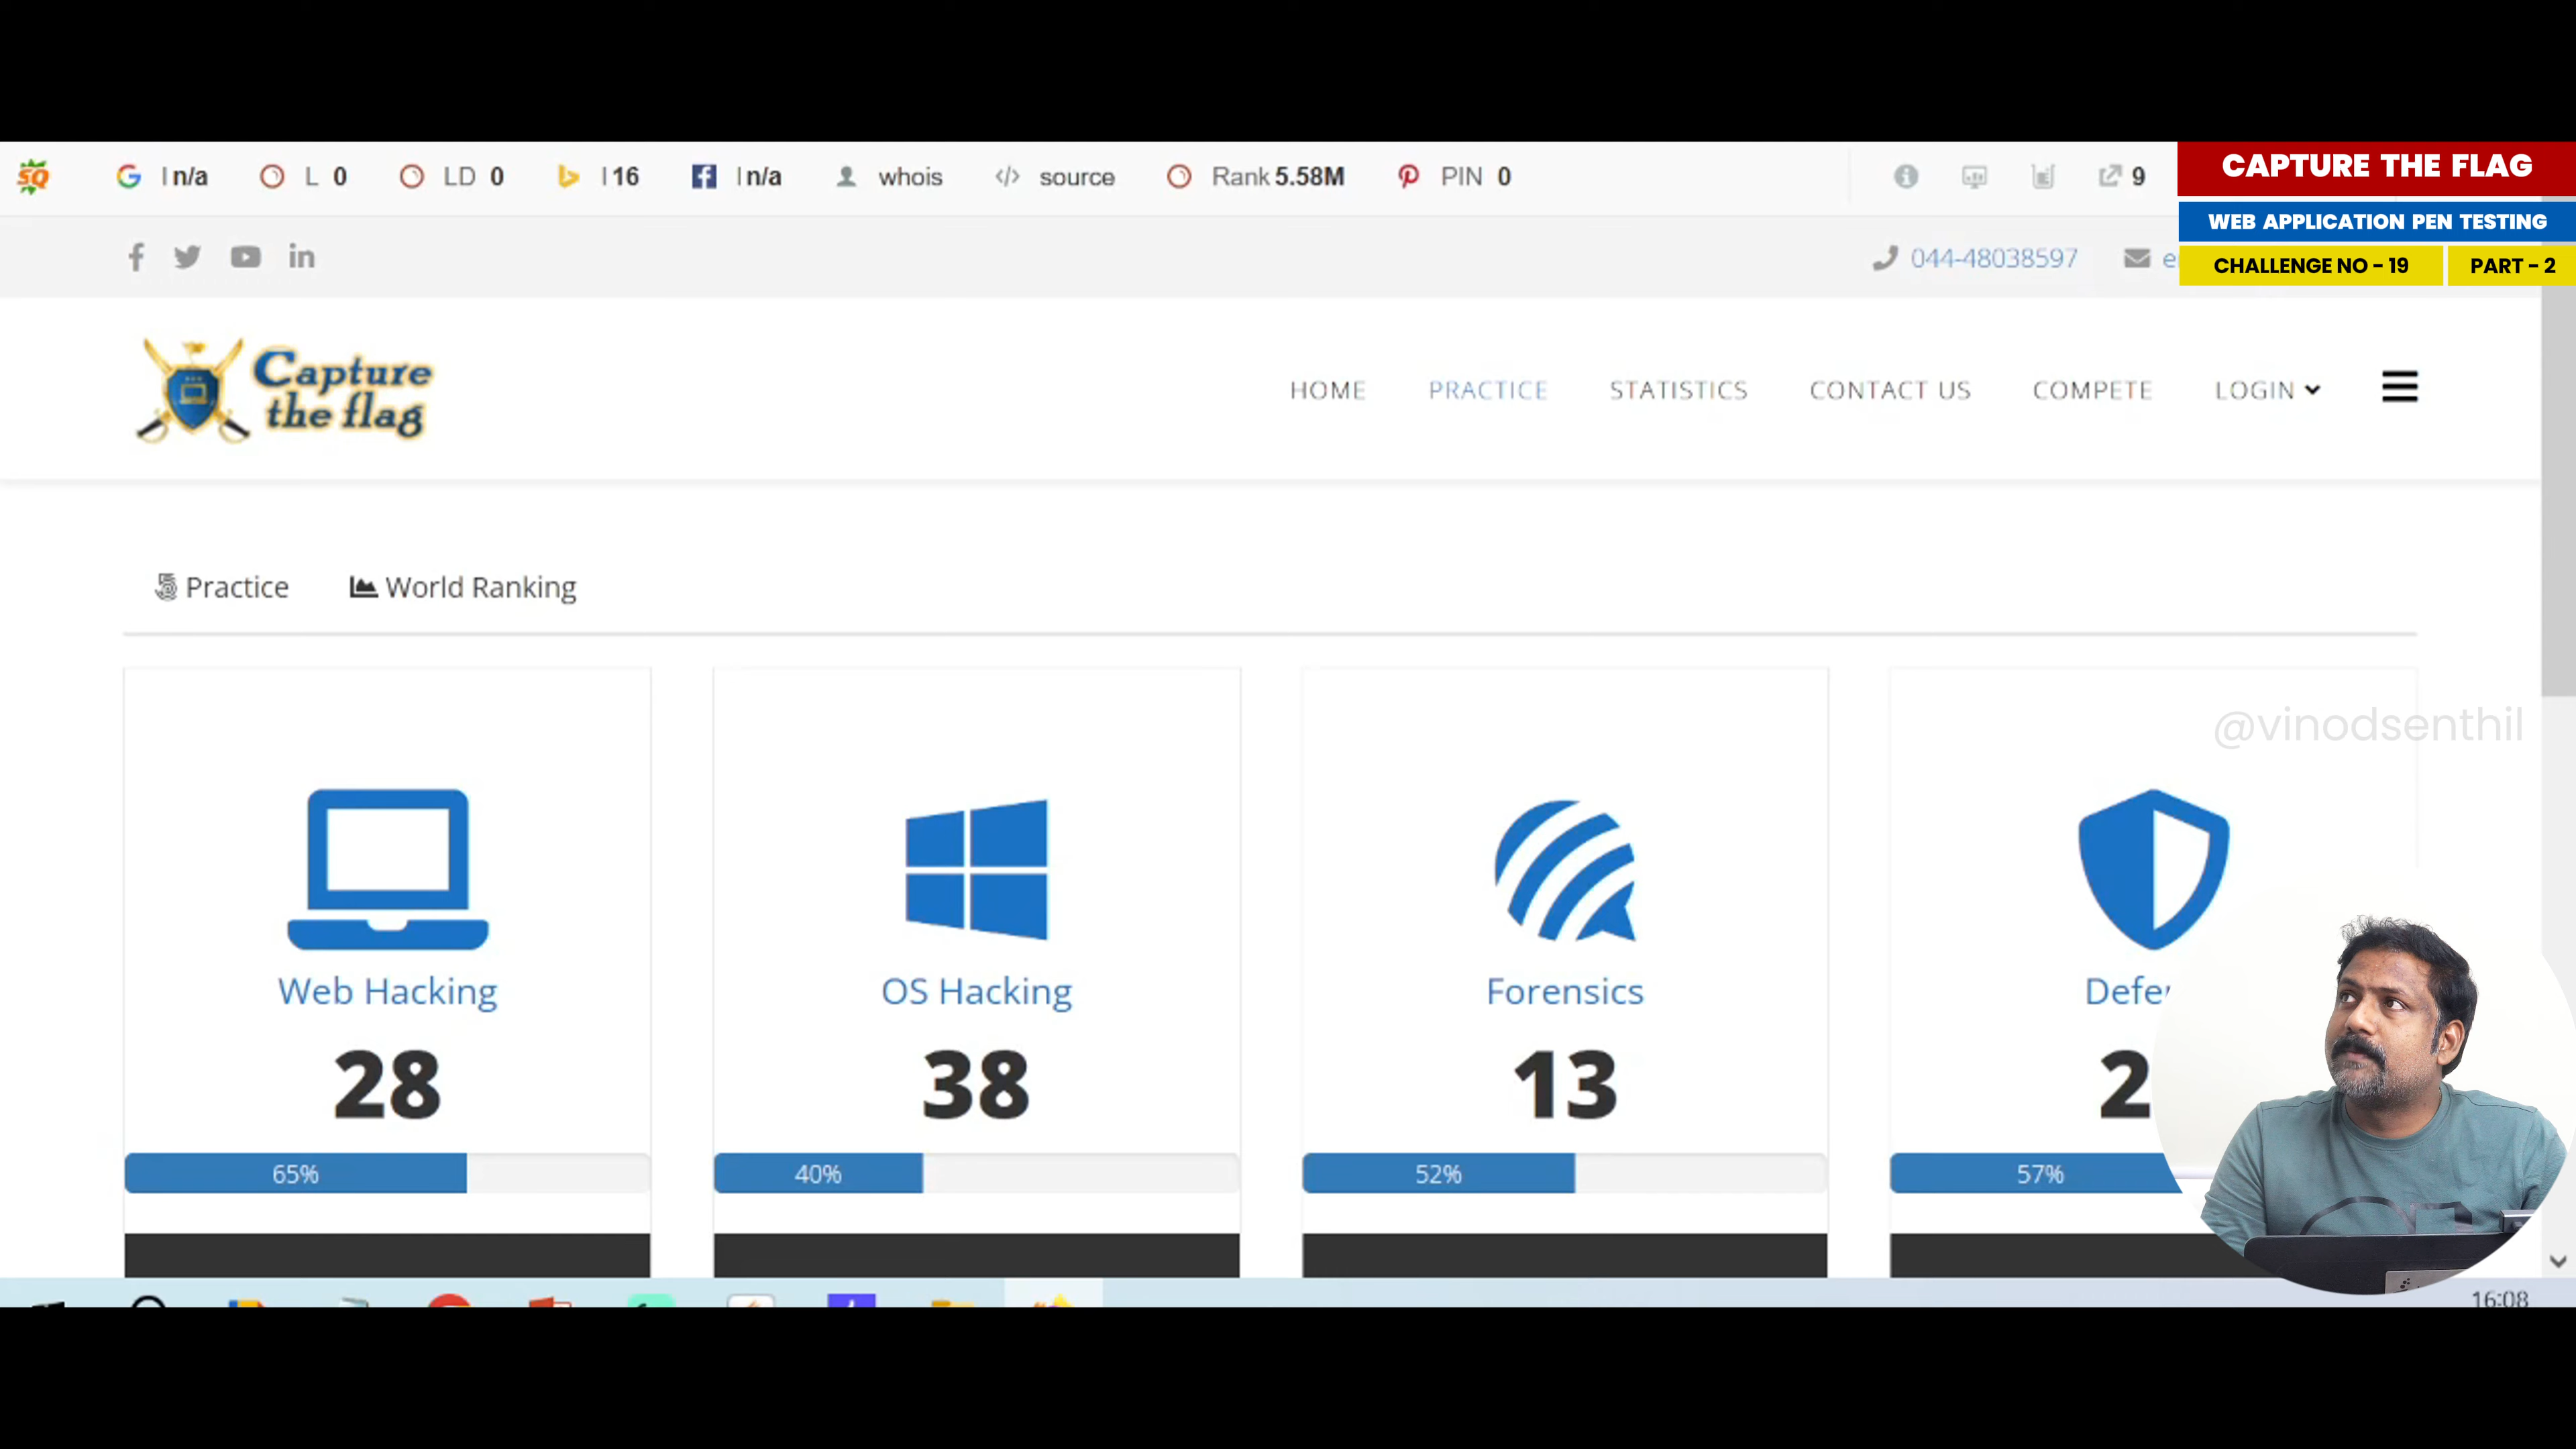 SQ I n/a L 0 LD 0 I 16 I n/a whois source Rank 5.58M PIN 0 9
CAPTURE THE FLAG
WEB APPLICATION PEN TESTING
CHALLENGE NO - 19 PART - 2
044-48038597
Capture
the flag
HOME PRACTICE STATISTICS CONTACT US COMPETE LOGIN
Practice World Ranking
@vinodsenthil
Web Hacking OS Hacking Forensics
28 38 13
65% 40% 52% 57%
16:08